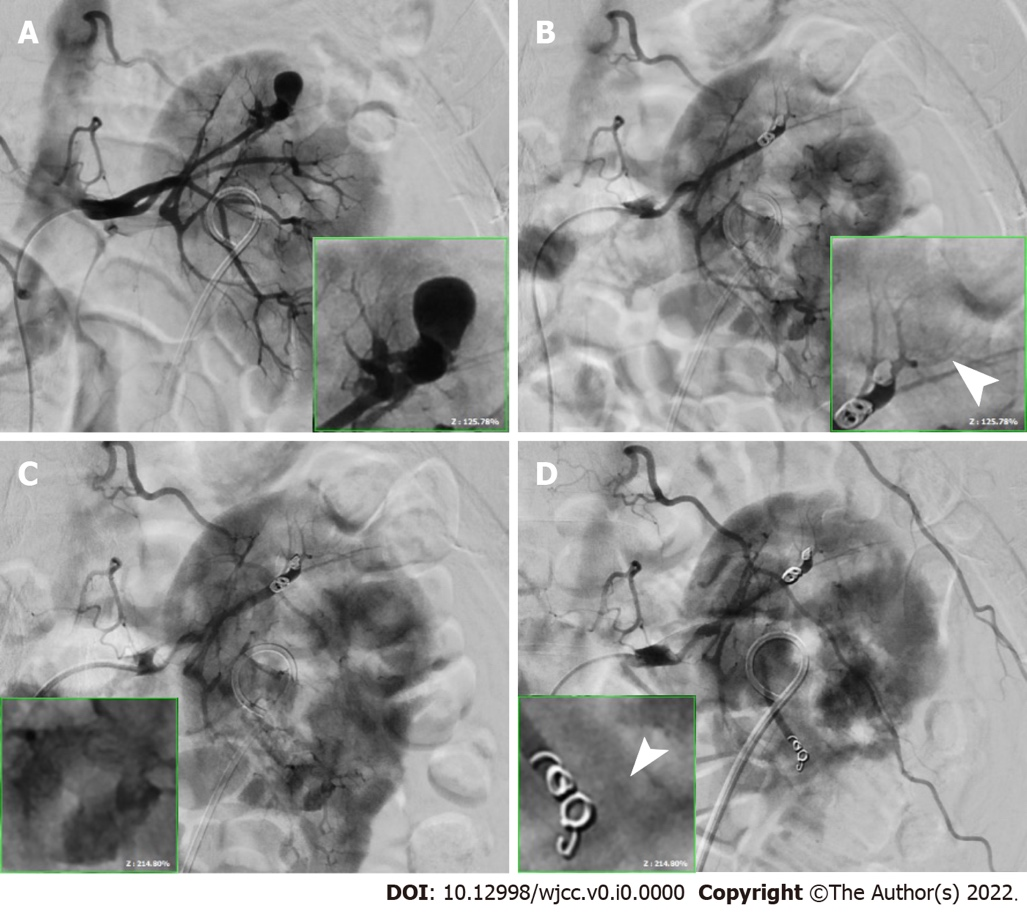 A
B
Z : 125.78%
Z : 125.78%
C
D
Z : 214.80%
Z : 214.80%
DOI: 10.12998/wjcc.v0.i0.0000 Copyright ©The Author(s) 2022.